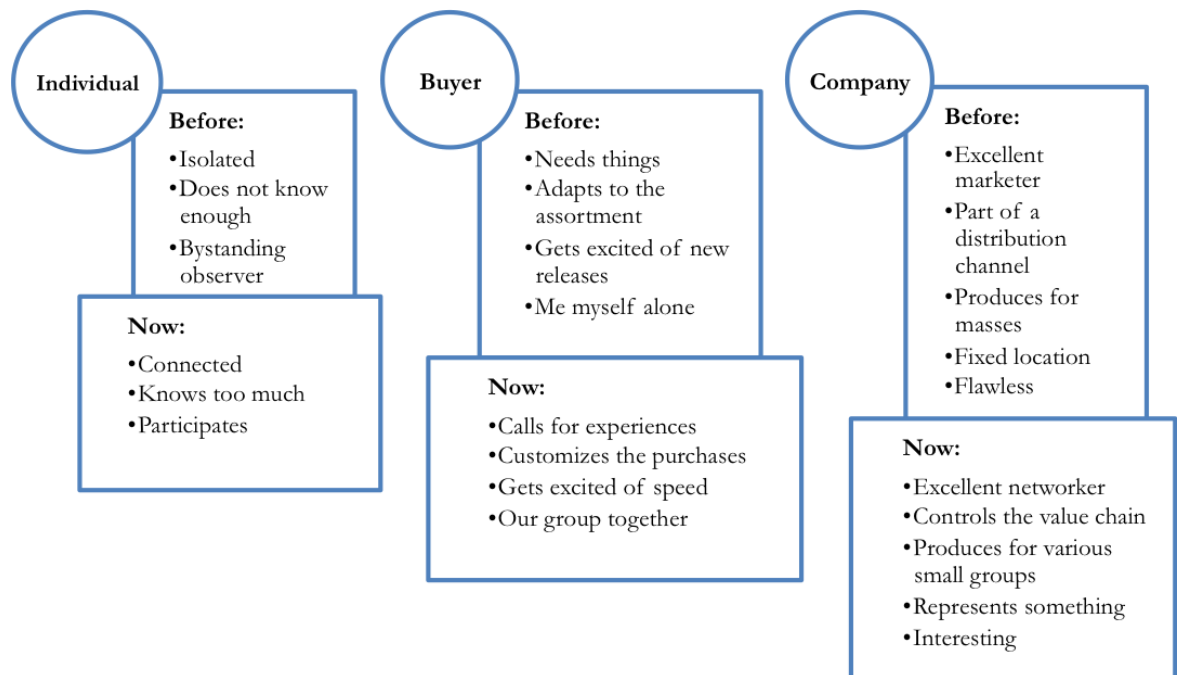 Individual
Before:
•Isolated
•Does not know
enough
•Bystanding
observer
Now:
•Connected
•Knows too much
•Participates
Buyer
Before:
•Needs things
•Adapts to the
assortment
•Gets excited of new
releases
•Me myself alone
Now:
•Calls for experiences
•Customizes the purchases
•Gets excited of speed
•Our group together
Company
Before:
•Excellent
marketer
•Part of a
distribution
channel
•Produces for
masses
•Fixed location
•Flawless
Now:
•Excellent networker
•Controls the value chain
•Produces for various
small groups
•Represents something
•Interesting